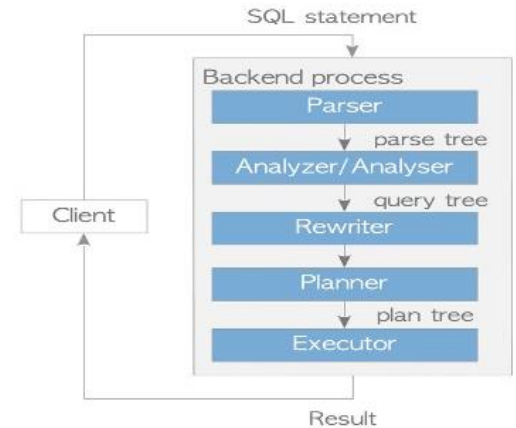 SQL statement
Backend process
Parser
parse tree
Analyzer/Analyser
query tree
Client
Rewriter
Planner
plan tree
Executor
Result